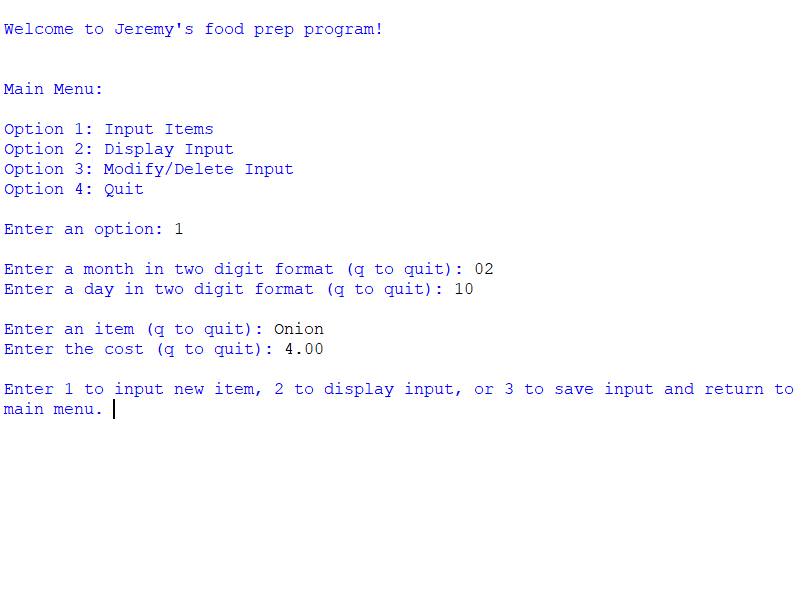 Welcome to Jeremy's food prep program!
Main Menu:
Option 1: Input Items
Option 2: Display Input
Option 3: Modify/Delete Input
Option 4: Quit
Enter an option: 1
Enter a month in two digit format (q to quit): 02
Enter a day in two digit format (q to quit): 10
Enter an item (q to quit): Onion
Enter the cost (q to quit): 4.00
Enter 1 to input new item, 2 to display input, or 3 to save input and return to
main menu.